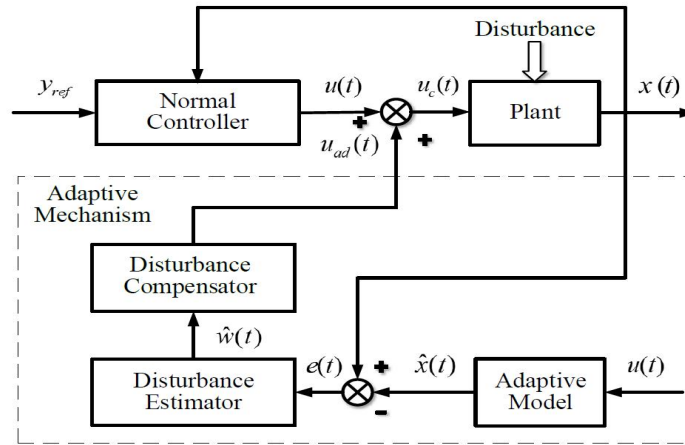 Disturbance
y_ref
Normal
Controller
u(t)
+
u_c(t)
Plant
x(t)
u_ad(t)
+
Adaptive
Mechanism
Disturbance
Compensator
ŵ(t)
Disturbance
Estimator
e(t)
+
−
x̂(t)
Adaptive
Model
u(t)